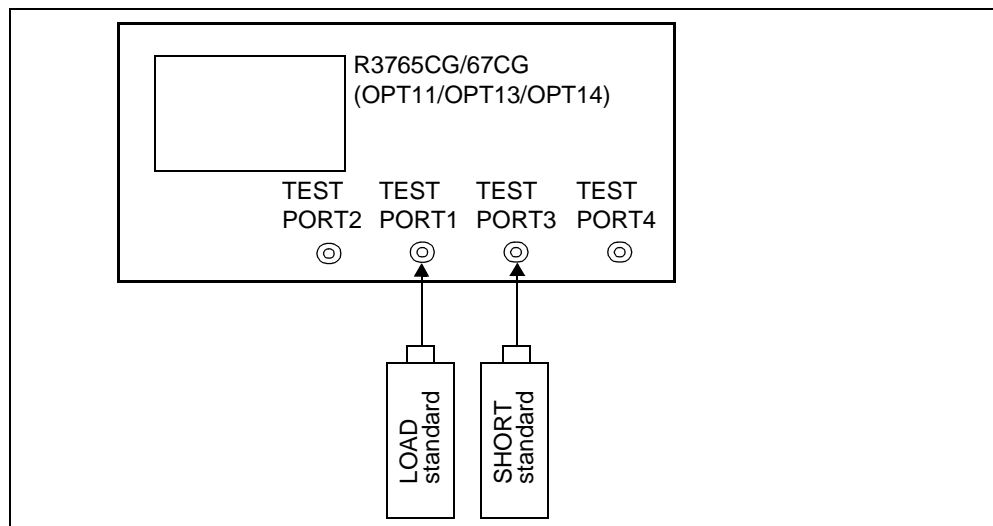 R3765CG/67CG
(OPT11/OPT13/OPT14)
TEST TEST TEST TEST
PORT2 PORT1 PORT3 PORT4
LOAD
standard
SHORT
standard